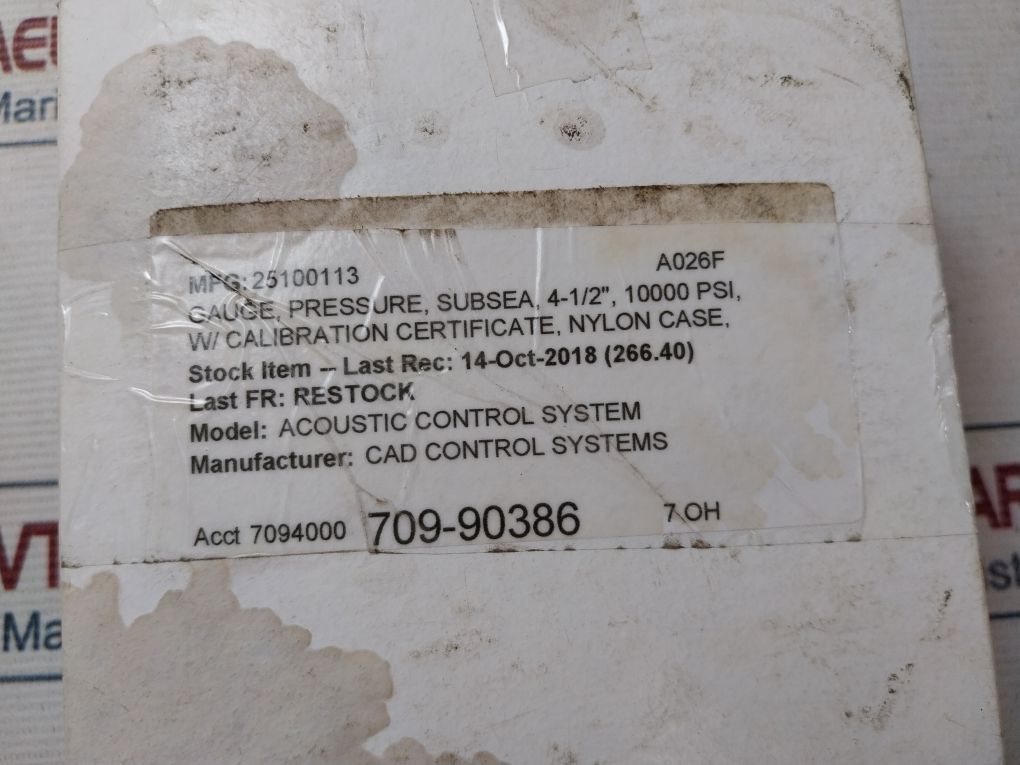 MFG: 25100113 A026F
GAUGE, PRESSURE, SUBSEA, 4-1/2", 10000 PSI,
W/ CALIBRATION CERTIFICATE, NYLON CASE,
Stock Item -- Last Rec: 14-Oct-2018 (266.40)
Last FR: RESTOCK
Model: ACOUSTIC CONTROL SYSTEM
Manufacturer: CAD CONTROL SYSTEMS
Acct 7094000 709-90386 7 OH